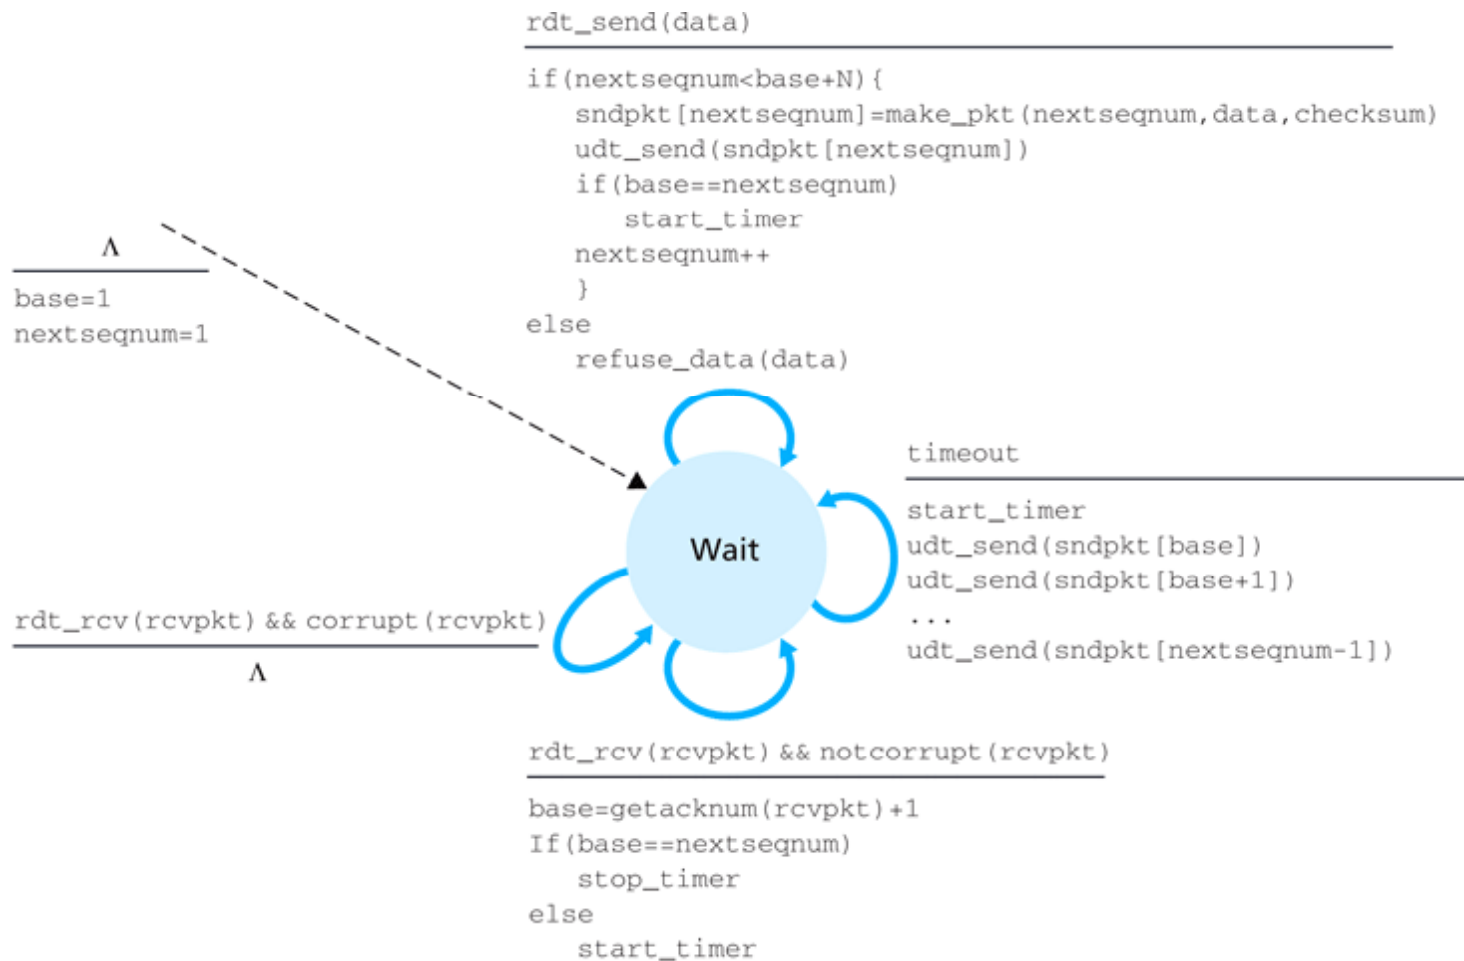 rdt_send(data)
if(nextseqnum<base+N){
sndpkt[nextseqnum]=make_pkt(nextseqnum,data,checksum)
udt_send(sndpkt[nextseqnum])
if(base==nextseqnum)
start_timer
nextseqnum++
}
else
refuse_data(data)
Λ
base=1
nextseqnum=1
timeout
start_timer
udt_send(sndpkt[base])
udt_send(sndpkt[base+1])
...
udt_send(sndpkt[nextseqnum-1])
Wait
rdt_rcv(rcvpkt) && corrupt(rcvpkt)
Λ
rdt_rcv(rcvpkt) && notcorrupt(rcvpkt)
base=getacknum(rcvpkt)+1
If(base==nextseqnum)
stop_timer
else
start_timer